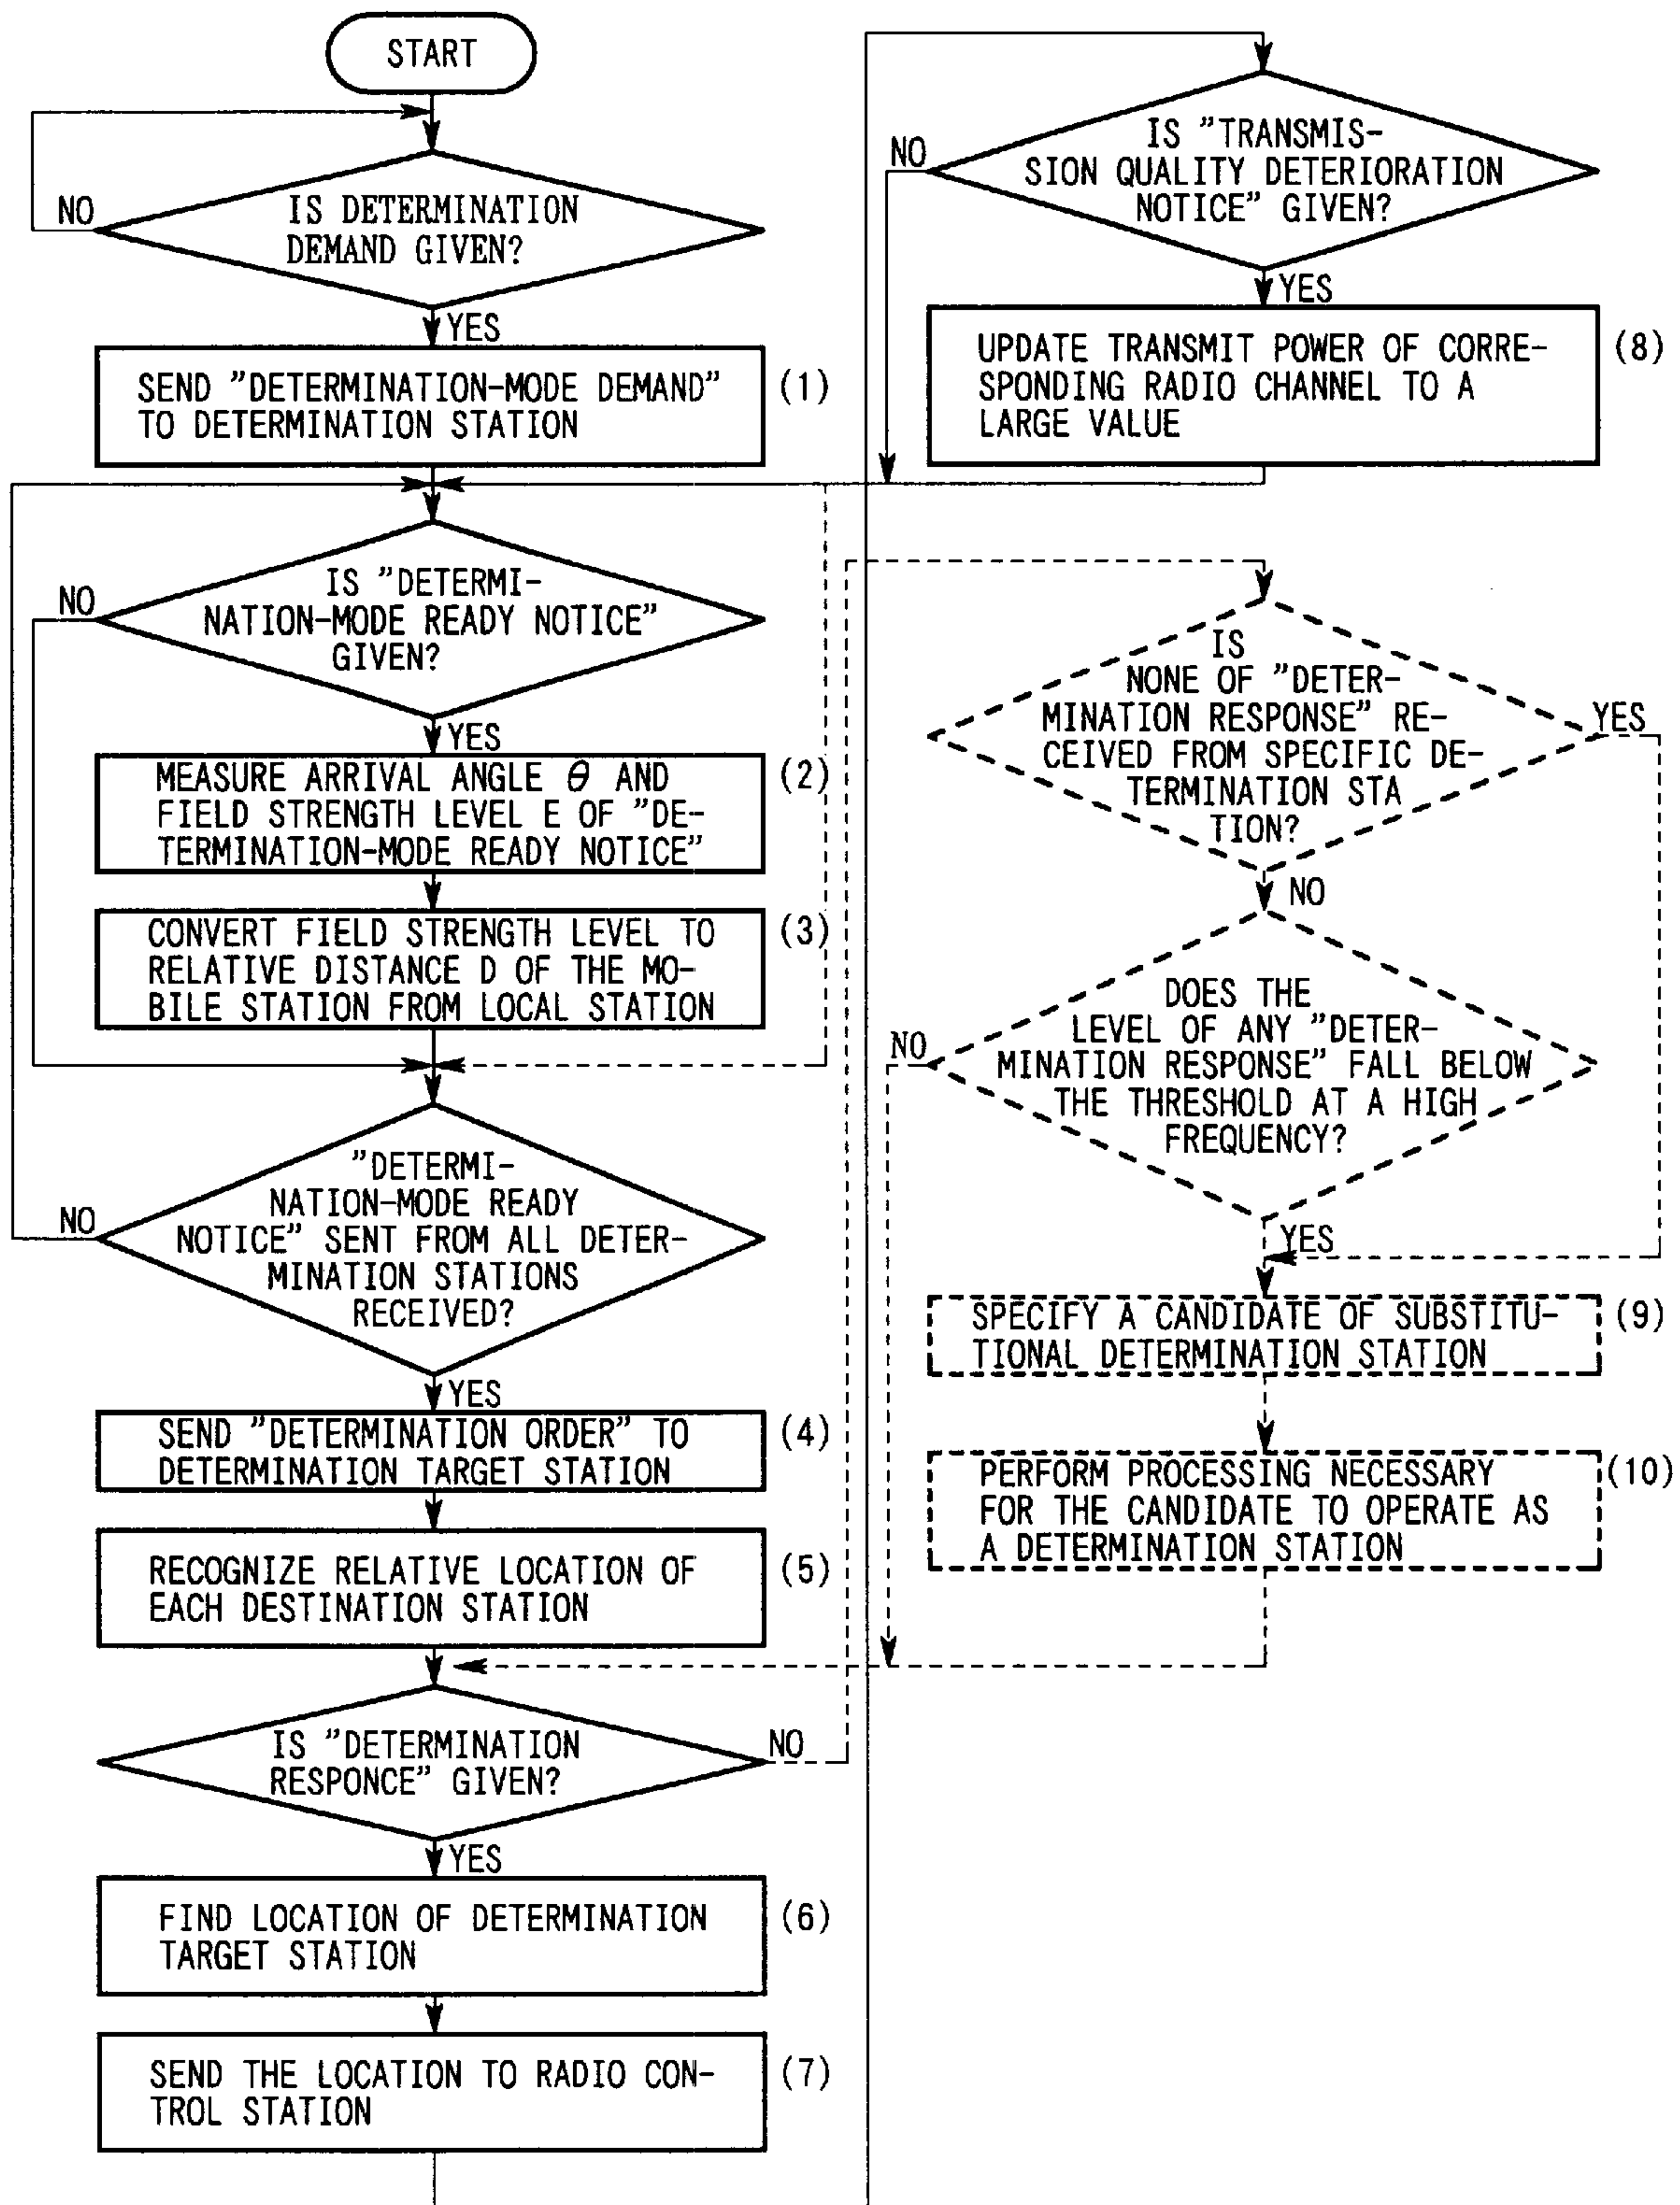 START
IS DETERMINATION
DEMAND GIVEN?
NO
YES
SEND "DETERMINATION-MODE DEMAND"
TO DETERMINATION STATION
(1)
IS "DETERMI-
NATION-MODE READY NOTICE"
GIVEN?
NO
YES
MEASURE ARRIVAL ANGLE θ AND
FIELD STRENGTH LEVEL E OF "DE-
TERMINATION-MODE READY NOTICE"
(2)
CONVERT FIELD STRENGTH LEVEL TO
RELATIVE DISTANCE D OF THE MO-
BILE STATION FROM LOCAL STATION
(3)
"DETERMI-
NATION-MODE READY
NOTICE" SENT FROM ALL DETER-
MINATION STATIONS
RECEIVED?
NO
YES
SEND "DETERMINATION ORDER" TO
DETERMINATION TARGET STATION
(4)
RECOGNIZE RELATIVE LOCATION OF
EACH DESTINATION STATION
(5)
IS "DETERMINATION
RESPONCE" GIVEN?
NO
YES
FIND LOCATION OF DETERMINATION
TARGET STATION
(6)
SEND THE LOCATION TO RADIO CON-
TROL STATION
(7)
IS "TRANSMIS-
SION QUALITY DETERIORATION
NOTICE" GIVEN?
NO
YES
UPDATE TRANSMIT POWER OF CORRE-
SPONDING RADIO CHANNEL TO A
LARGE VALUE
(8)
IS
NONE OF "DETER-
MINATION RESPONSE" RE-
CEIVED FROM SPECIFIC DE-
TERMINATION STA
TION?
YES
NO
DOES THE
LEVEL OF ANY "DETER-
MINATION RESPONSE" FALL BELOW
THE THRESHOLD AT A HIGH
FREQUENCY?
NO
YES
SPECIFY A CANDIDATE OF SUBSTITU-
TIONAL DETERMINATION STATION
(9)
PERFORM PROCESSING NECESSARY
FOR THE CANDIDATE TO OPERATE AS
A DETERMINATION STATION
(10)